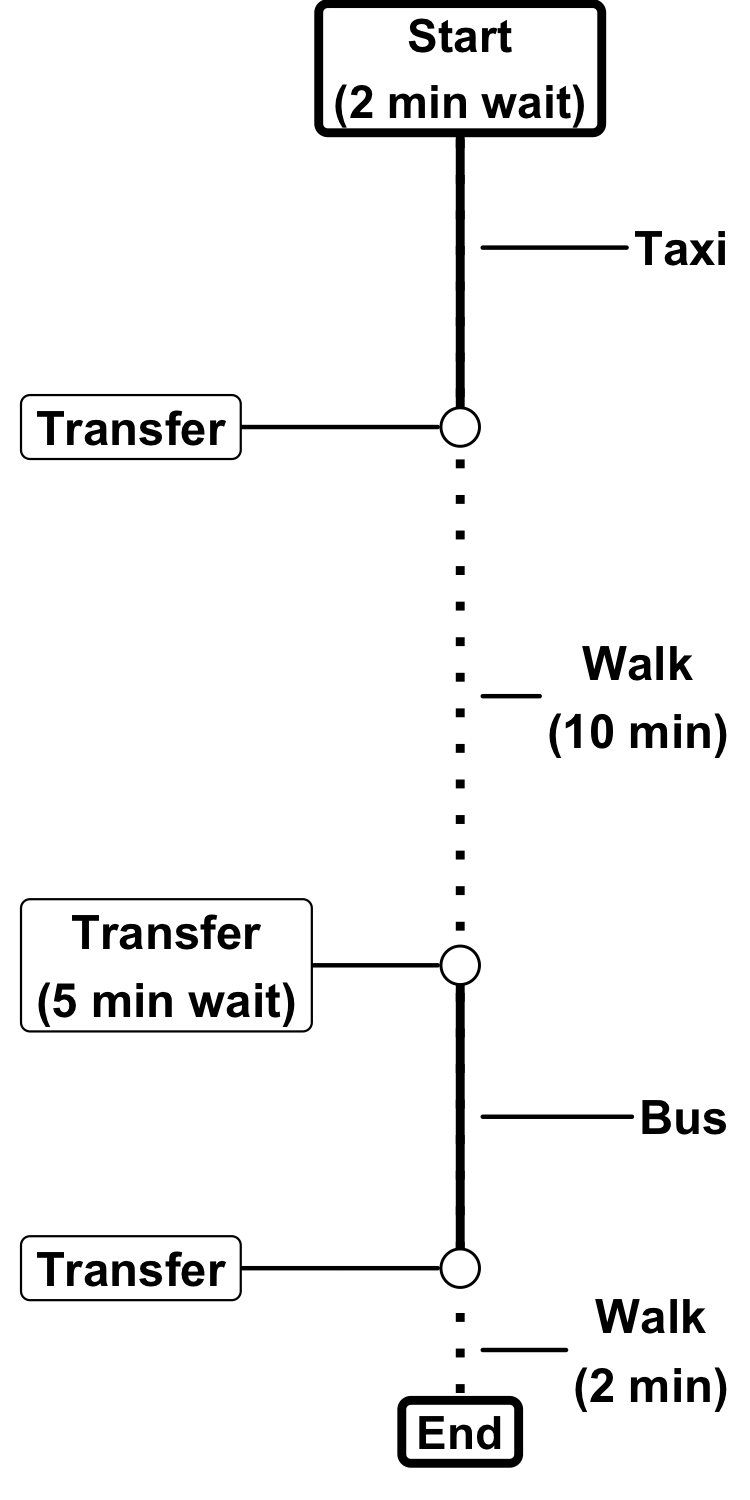 Start
(2 min wait)
Taxi
Transfer
Walk
(10 min)
Transfer
(5 min wait)
Bus
Transfer
Walk
(2 min)
End